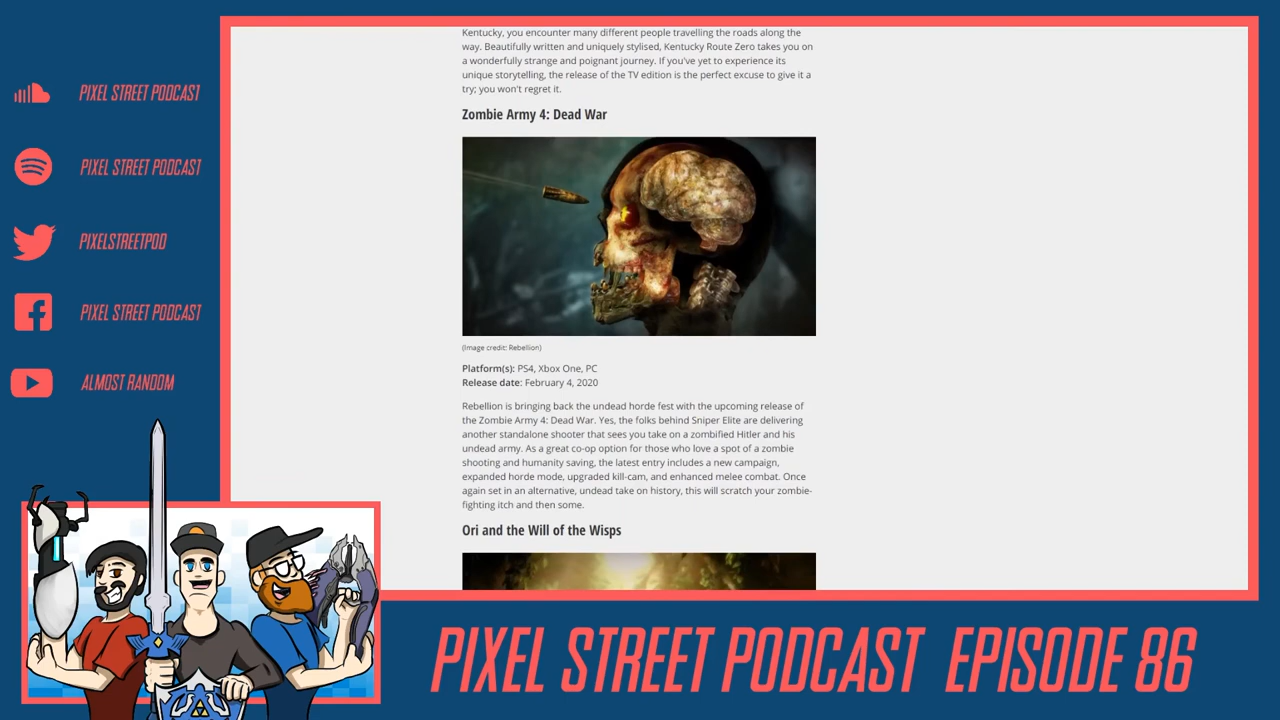 PIXEL STREET PODCAST
PIXEL STREET PODCAST
PIXELSTREETPOD
PIXEL STREET PODCAST
ALMOST RANDOM
Kentucky, you encounter many different people travelling the roads along the
way. Beautifully written and uniquely stylised, Kentucky Route Zero takes you on
a wonderfully strange and poignant journey. If you've yet to experience its
unique storytelling, the release of the TV edition is the perfect excuse to give it a
try; you won't regret it.
Zombie Army 4: Dead War
(Image credit: Rebellion)
Platform(s): PS4, Xbox One, PC
Release date: February 4, 2020
Rebellion is bringing back the undead horde fest with the upcoming release of
the Zombie Army 4: Dead War. Yes, the folks behind Sniper Elite are delivering
another standalone shooter that sees you take on a zombified Hitler and his
undead army. As a great co-op option for those who love a spot of a zombie
shooting and humanity saving, the latest entry includes a new campaign,
expanded horde mode, upgraded kill-cam, and enhanced melee combat. Once
again set in an alternative, undead take on history, this will scratch your zombie-
fighting itch and then some.
Ori and the Will of the Wisps
PIXEL STREET PODCAST EPISODE 86